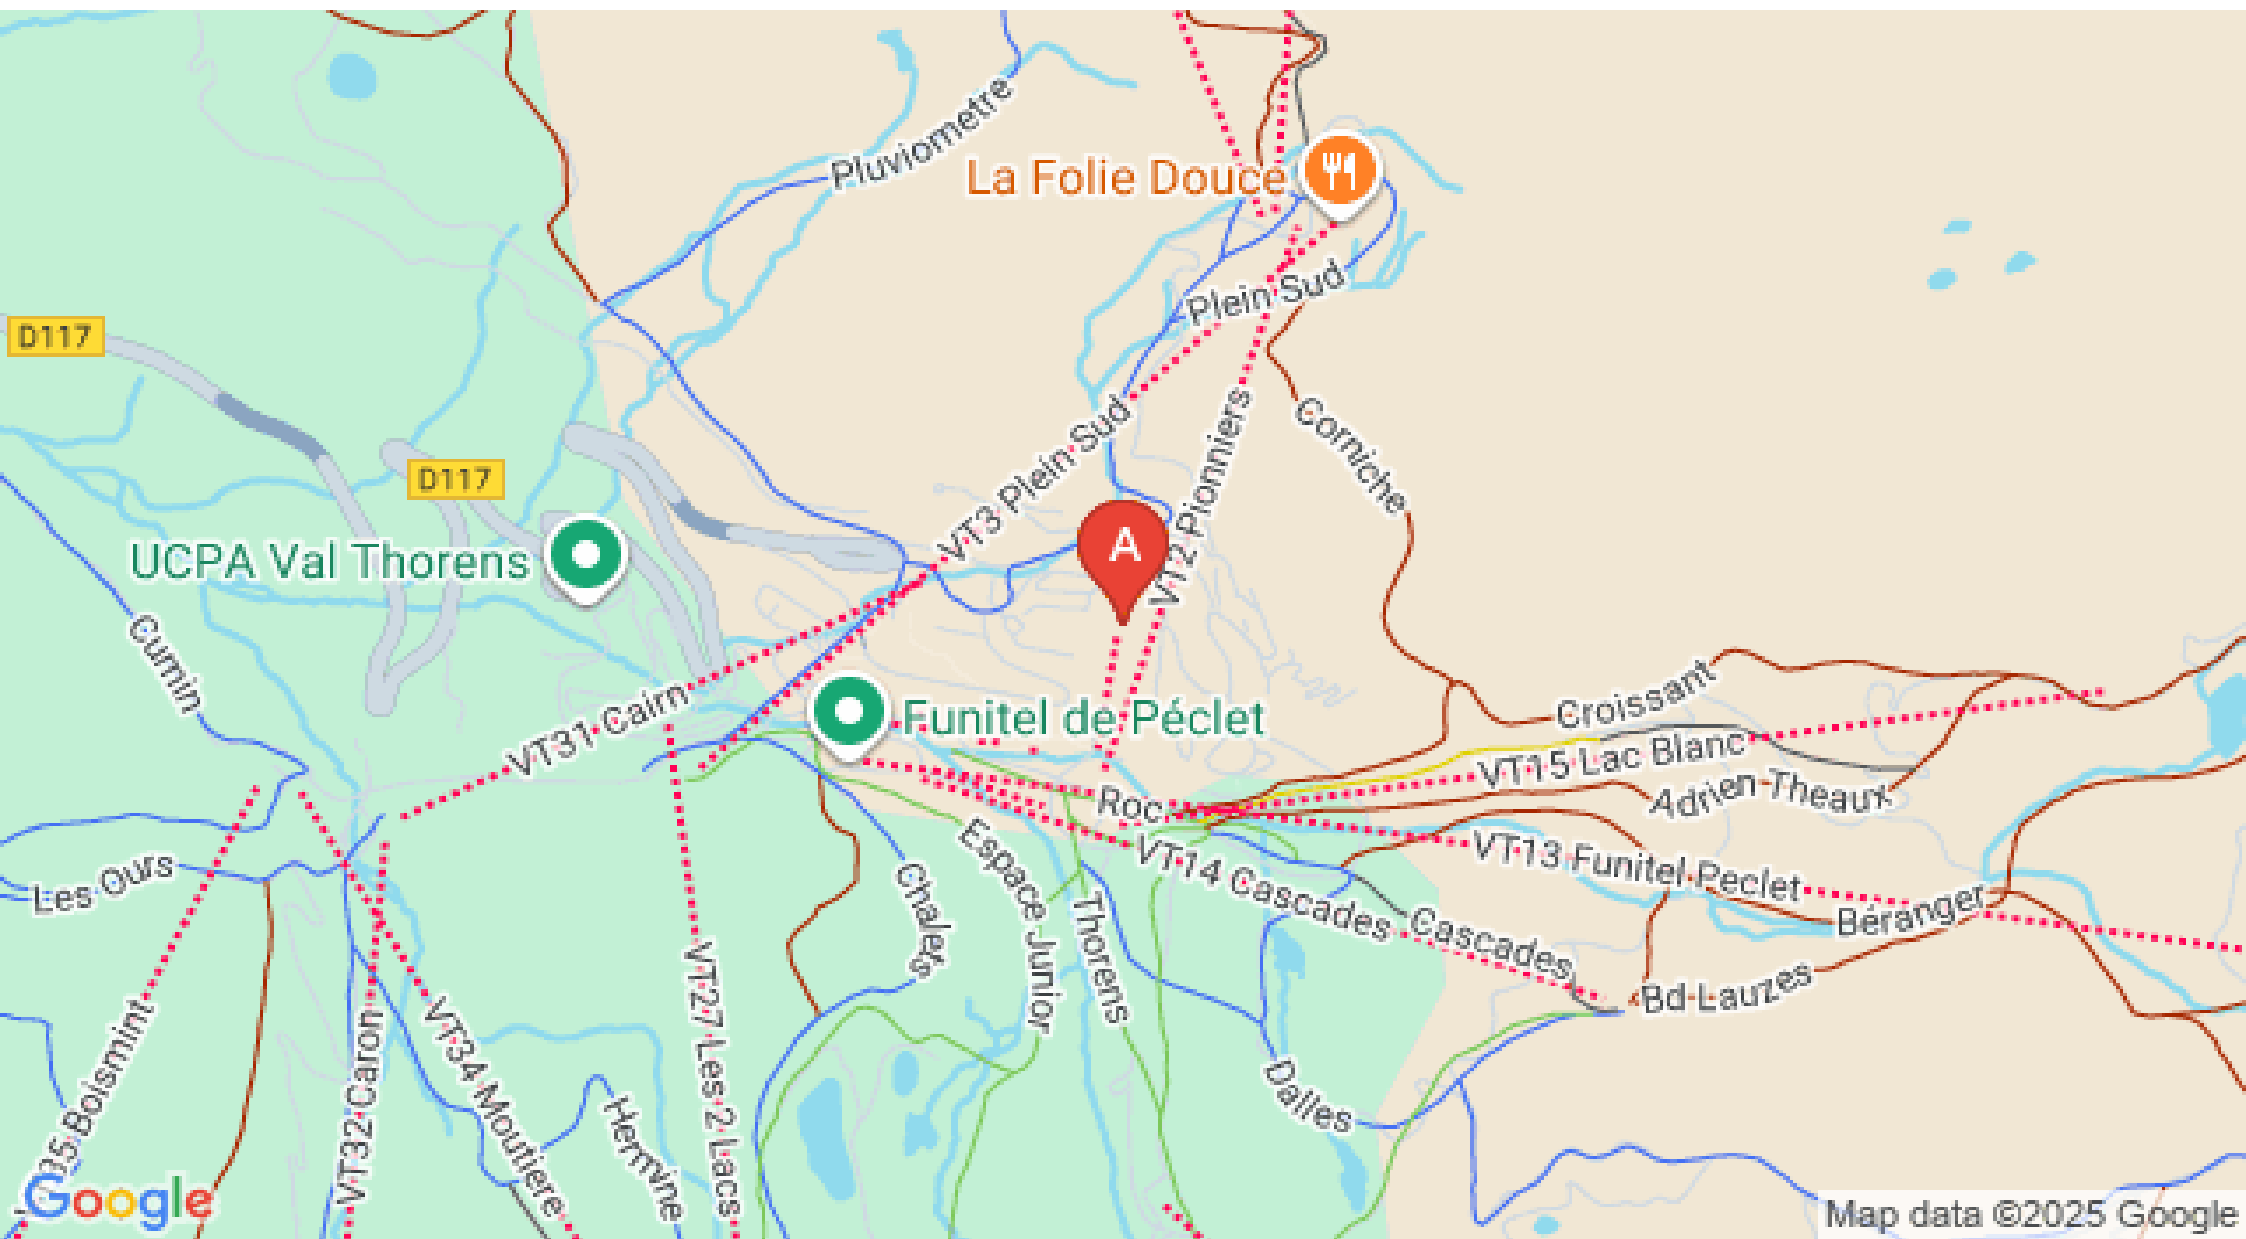 Pluviometre
La Folie Douce
Plein Sud
D117
D117
VT3 Plein Sud
VT2 Pionniers
Corniche
A
UCPA Val Thorens
Cumin
VT31 Cairn
Funitel de Péclet
Croissant
VT15 Lac Blanc
Adrien Theaux
Roc
VT13 Funitel Peclet
VT14 Cascades
Cascades
Béranger
Bd Lauzes
Les Ours
Chalets
Espace Junior
Thorens
Dalles
VT27 Les 2 Lacs
VT34 Moutiere
VT32 Caron
35 Boismint
Hermine
Google
Map data ©2025 Google